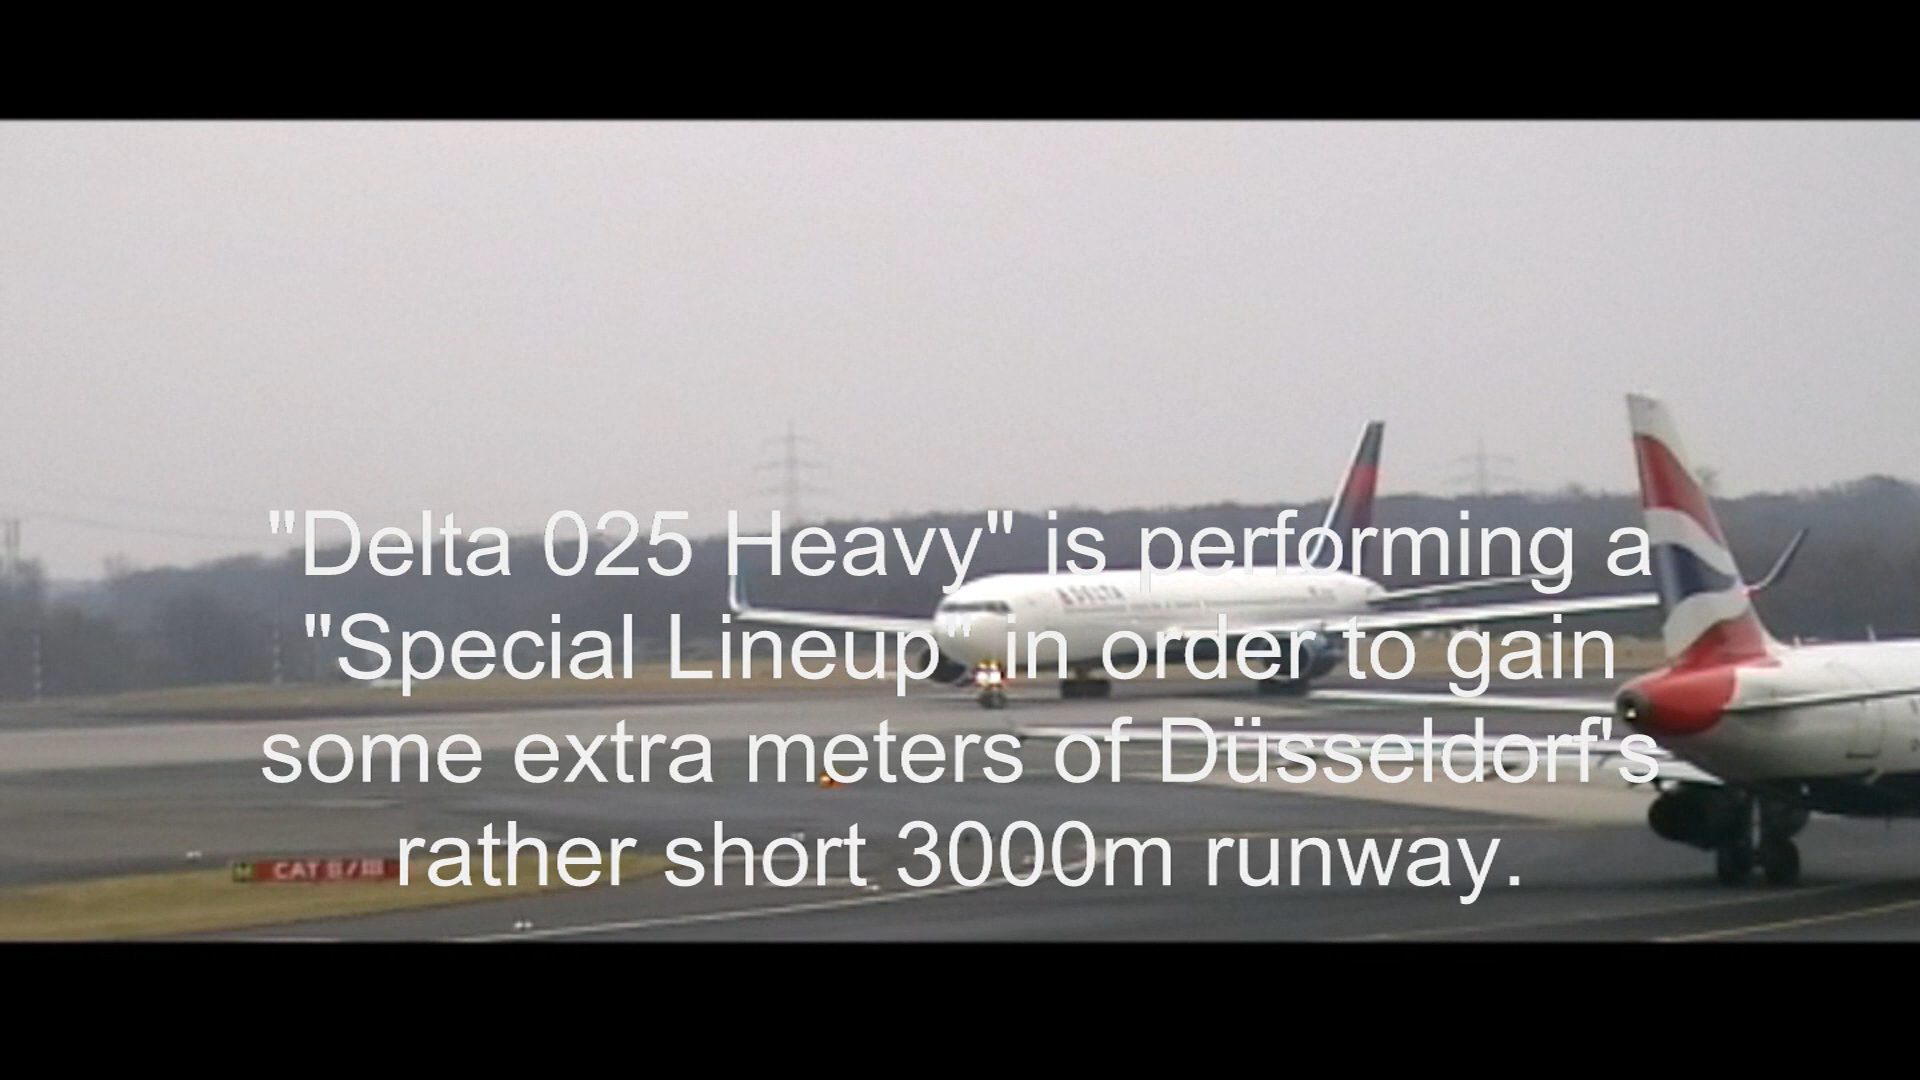 "Delta 025 Heavy" is performing a
"Special Lineup" in order to gain
some extra meters of Düsseldorf's
rather short 3000m runway.
DELTA
M CAT II/III